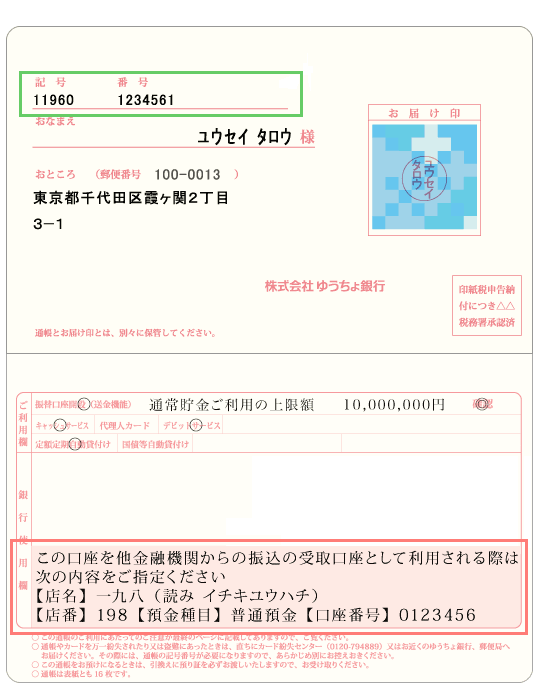 記号 番号
11960 1234561
おなまえ
ユウセイ タロウ 様
おところ (郵便番号 100-0013 )
東京都千代田区霞ヶ関2丁目
3－1
お届け印
ユウセイ
タロウ
株式会社 ゆうちょ銀行
印紙税申告納
付につき△△
税務署承認済
通帳とお届け印とは、別々に保管してください。
ご利用欄
振替口座開設(送金機能) 通常貯金ご利用の上限額 10,000,000円 確認
キャッシュサービス 代理人カード デビットサービス
定額定期自動貸付け 国債等自動貸付け
銀行使用欄
この口座を他金融機関からの振込の受取口座として利用される際は
次の内容をご指定ください
【店名】一九八（読み イチキユウハチ）
【店番】198【預金種目】普通預金【口座番号】0123456
○ この通帳のご利用にあたってのご注意が最終のページに記載してありますので、ご覧ください。
○ 通帳やカードを万一紛失されたり又は盗難にあったときは、直ちにカード紛失センター（0120-794889）又はお近くのゆうちょ銀行、郵便局へ
お届けください。その際には、通帳の記号番号が必要になりますので、あらかじめ別にお控えおきください。
○ この通帳をお預けになるときは、引換えに預り証を必ずお渡しいたしますので、お受け取りください。
○ 通帳は表紙とも16枚です。